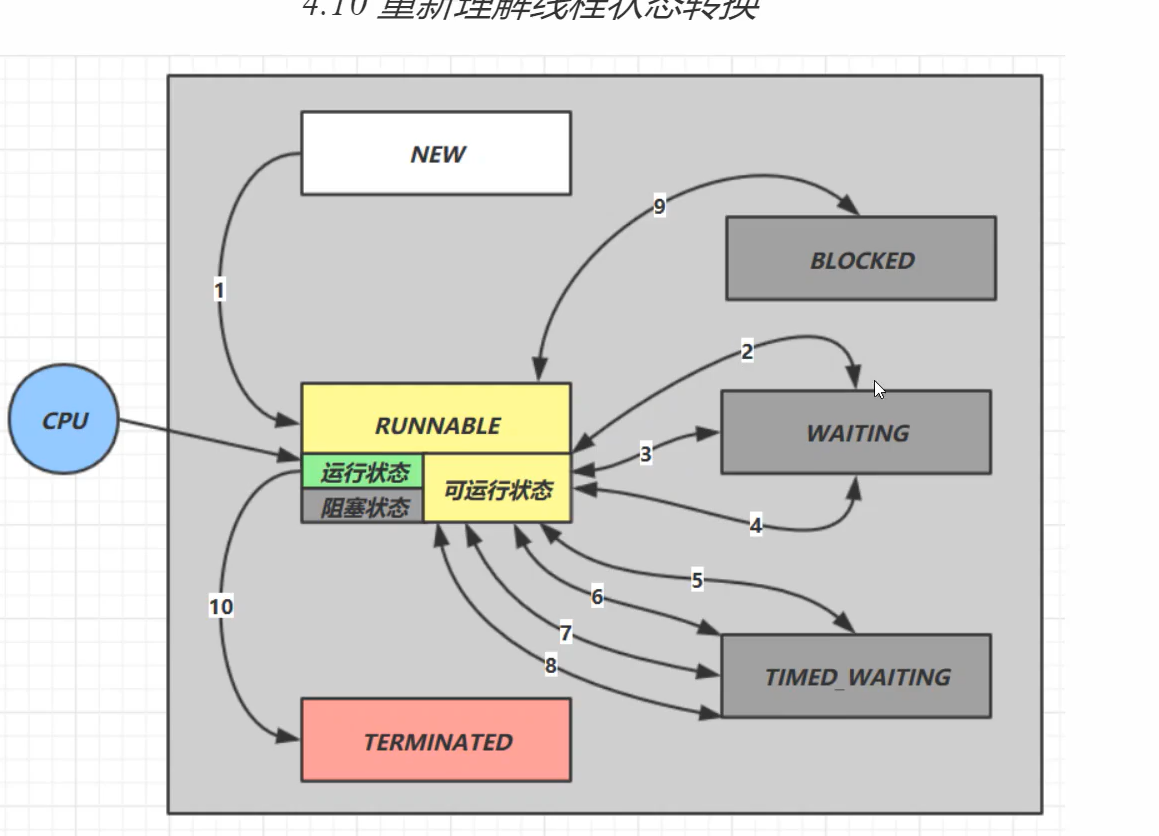 4.10 重新理解线程状态转换
NEW
9
BLOCKED
1
2
CPU
RUNNABLE
WAITING
3
运行状态
可运行状态
阻塞状态
4
5
6
10
7
8
TIMED_WAITING
TERMINATED